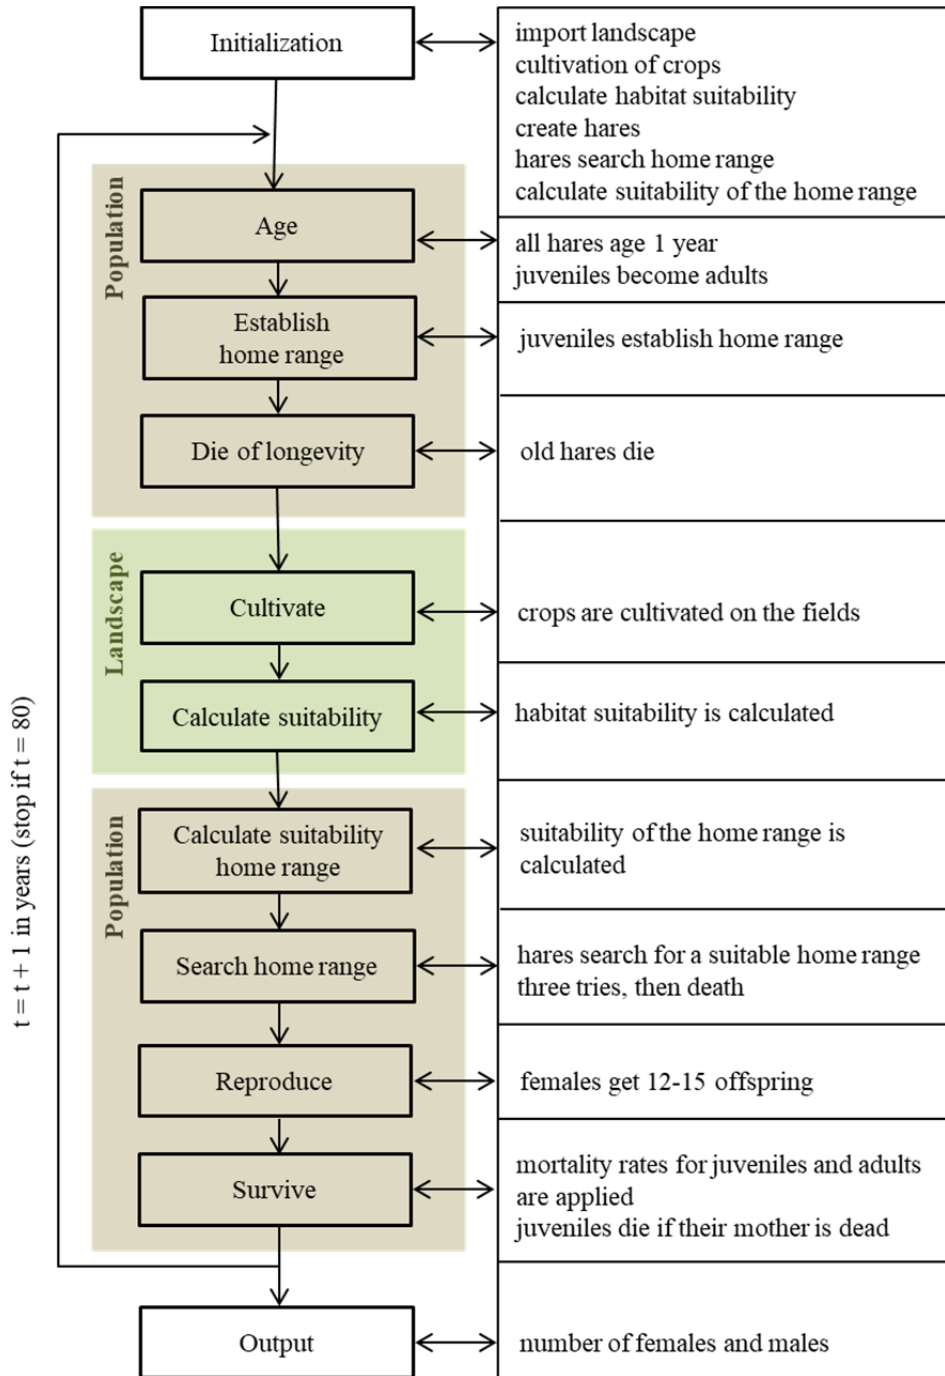 Initialization
import landscape
cultivation of crops
calculate habitat suitability
create hares
hares search home range
calculate suitability of the home range
Population
Age
all hares age 1 year
juveniles become adults
Establish
home range
juveniles establish home range
Die of longevity
old hares die
Landscape
Cultivate
crops are cultivated on the fields
Calculate suitability
habitat suitability is calculated
t = t + 1 in years (stop if t = 80)
Population
Calculate suitability
home range
suitability of the home range is
calculated
Search home range
hares search for a suitable home range
three tries, then death
Reproduce
females get 12-15 offspring
Survive
mortality rates for juveniles and adults
are applied
juveniles die if their mother is dead
Output
number of females and males